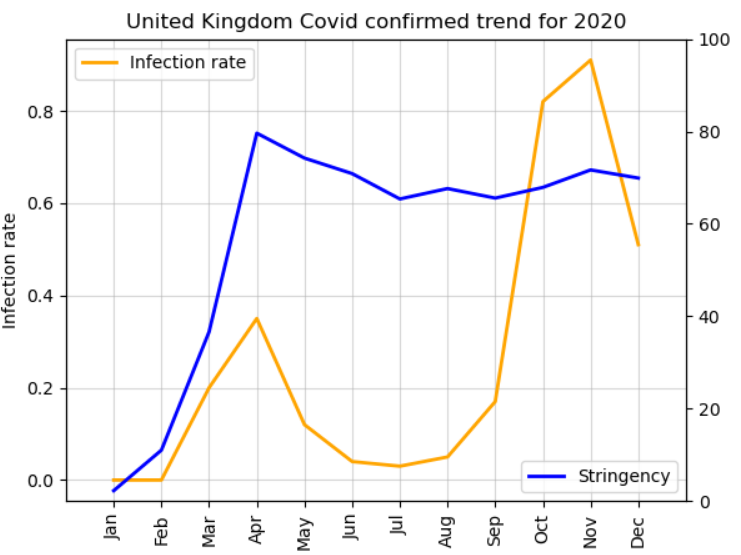 United Kingdom Covid confirmed trend for 2020
Infection rate
Stringency
Infection rate
0.8
0.6
0.4
0.2
0.0
100
80
60
40
20
0
Jan
Feb
Mar
Apr
May
Jun
Jul
Aug
Sep
Oct
Nov
Dec